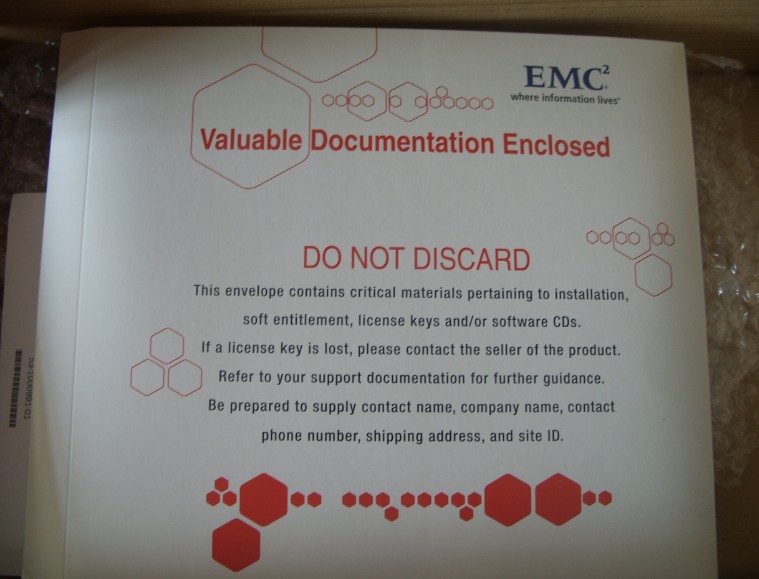 EMC²
where information lives®
Valuable Documentation Enclosed
DO NOT DISCARD
This envelope contains critical materials pertaining to installation,
soft entitlement, license keys and/or software CDs.
If a license key is lost, please contact the seller of the product.
Refer to your support documentation for further guidance.
Be prepared to supply contact name, company name, contact
phone number, shipping address, and site ID.